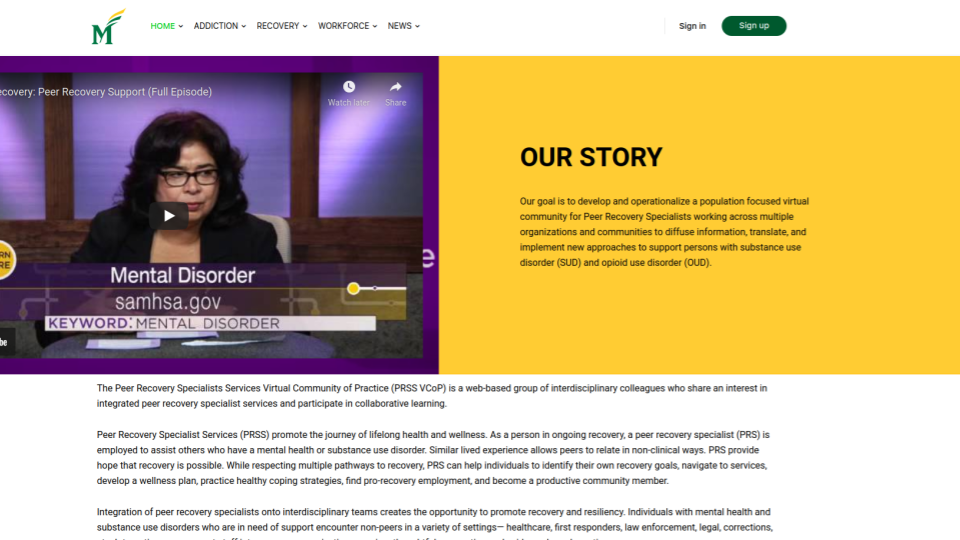 M
HOME ADDICTION RECOVERY WORKFORCE NEWS
Sign in
Sign up
covery: Peer Recovery Support (Full Episode)
Watch later
Share
Mental Disorder
samhsa.gov
KEYWORD: MENTAL DISORDER
RN
RE
e
be
OUR STORY
Our goal is to develop and operationalize a population focused virtual
community for Peer Recovery Specialists working across multiple
organizations and communities to diffuse information, translate, and
implement new approaches to support persons with substance use
disorder (SUD) and opioid use disorder (OUD).
The Peer Recovery Specialists Services Virtual Community of Practice (PRSS VCoP) is a web-based group of interdisciplinary colleagues who share an interest in
integrated peer recovery specialist services and participate in collaborative learning.
Peer Recovery Specialist Services (PRSS) promote the journey of lifelong health and wellness. As a person in ongoing recovery, a peer recovery specialist (PRS) is
employed to assist others who have a mental health or substance use disorder. Similar lived experience allows peers to relate in non-clinical ways. PRS provide
hope that recovery is possible. While respecting multiple pathways to recovery, PRS can help individuals to identify their own recovery goals, navigate to services,
develop a wellness plan, practice healthy coping strategies, find pro-recovery employment, and become a productive community member.
Integration of peer recovery specialists onto interdisciplinary teams creates the opportunity to promote recovery and resiliency. Individuals with mental health and
substance use disorders who are in need of support encounter non-peers in a variety of settings— healthcare, first responders, law enforcement, legal, corrections,